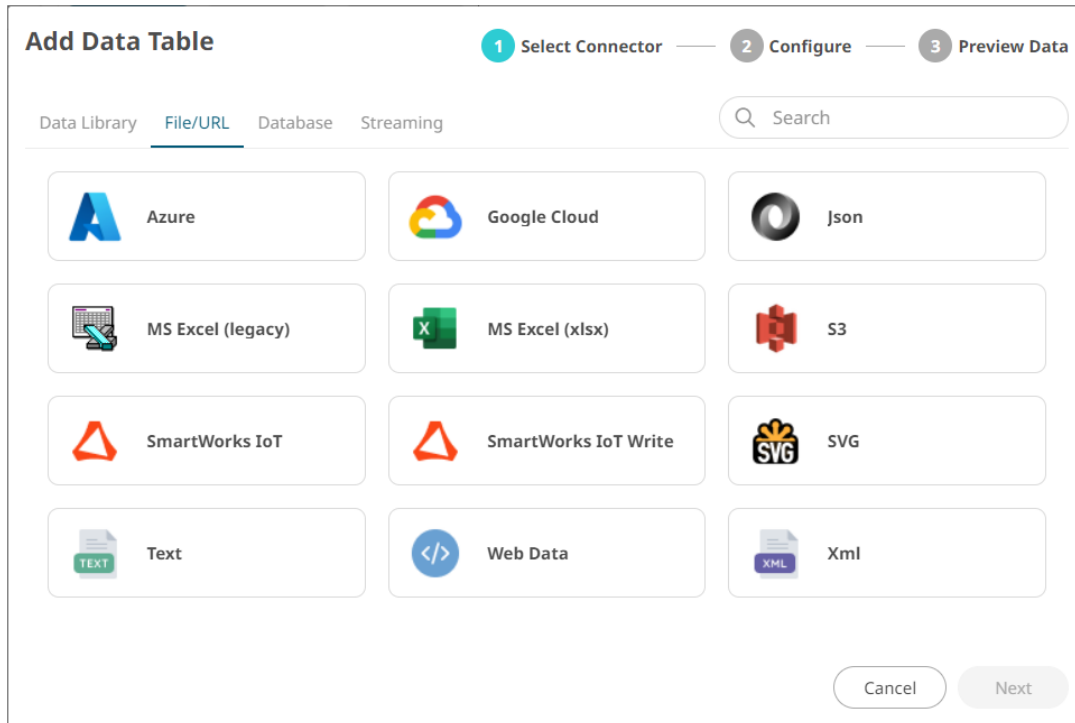 Add Data Table
1 Select Connector
2 Configure
3 Preview Data
Data Library File/URL Database Streaming
Search
Azure
Google Cloud
Json
MS Excel (legacy)
X
MS Excel (xlsx)
S3
SmartWorks IoT
SmartWorks IoT Write
SVG
SVG
TEXT
Text
</>
Web Data
XML
Xml
Cancel
Next